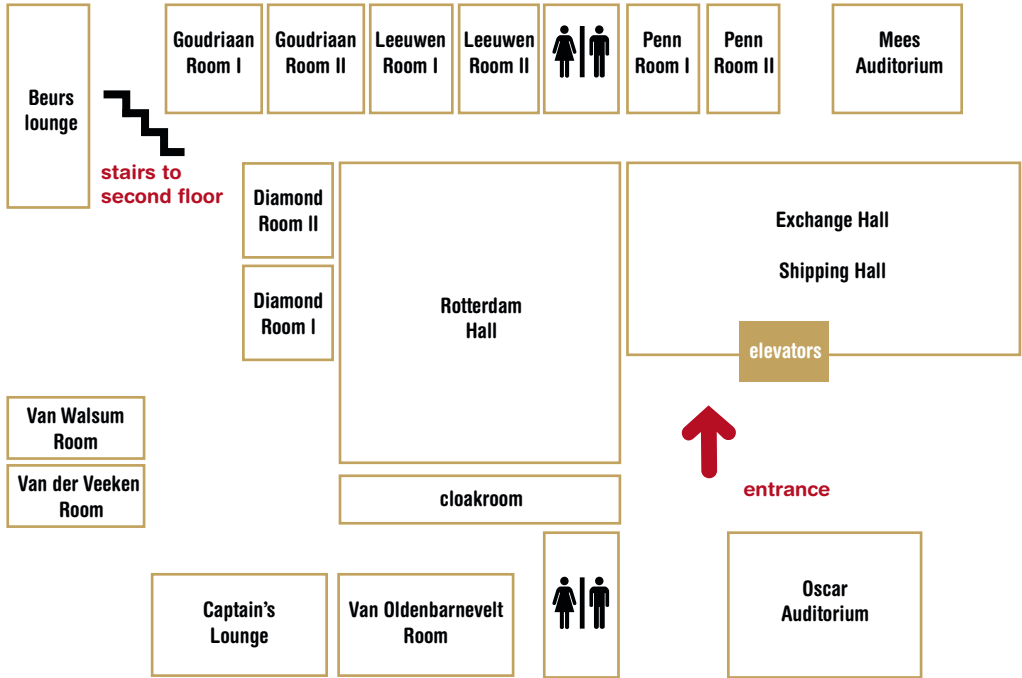 Goudriaan
Room I
Goudriaan
Room II
Leeuwen
Room I
Leeuwen
Room II
Penn
Room I
Penn
Room II
Mees
Auditorium
Beurs
lounge
stairs to
second floor
Diamond
Room II
Diamond
Room I
Rotterdam
Hall
Exchange Hall
Shipping Hall
elevators
Van Walsum
Room
Van der Veeken
Room
cloakroom
entrance
Captain's
Lounge
Van Oldenbarnevelt
Room
Oscar
Auditorium